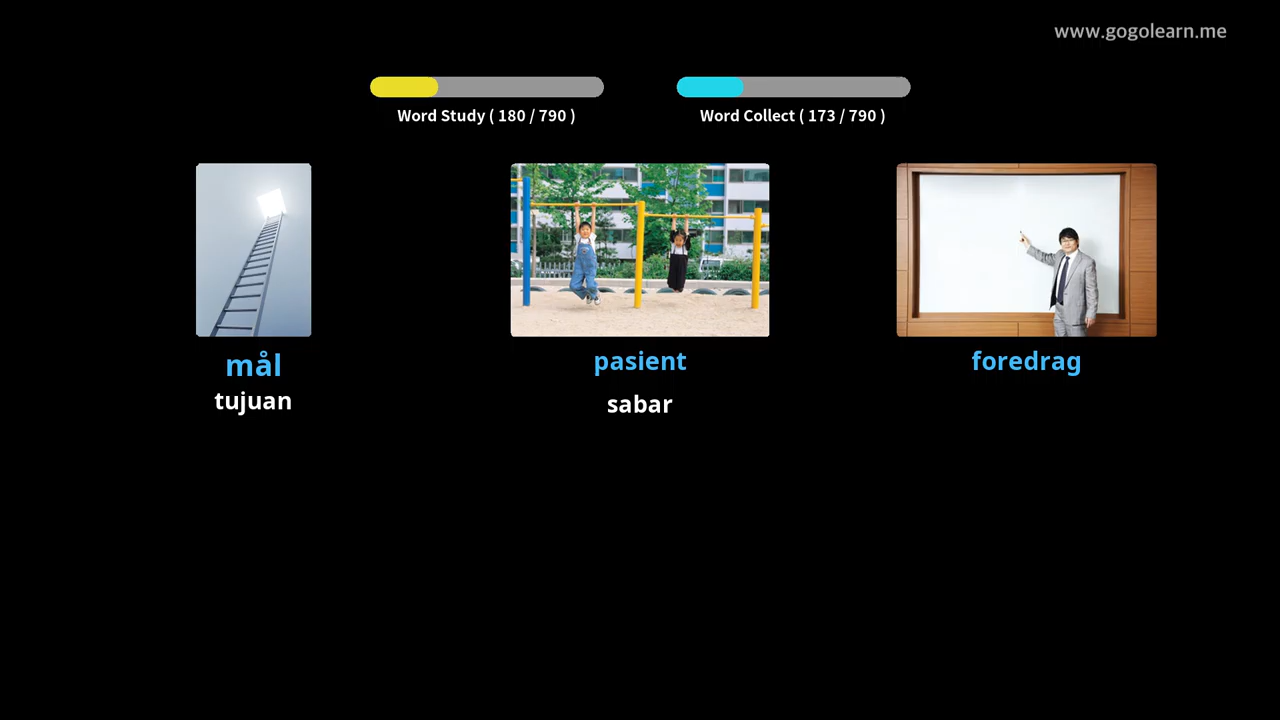 www.gogolearn.me
Word Study ( 180 / 790 )
Word Collect ( 173 / 790 )
mål
tujuan
pasient
sabar
foredrag